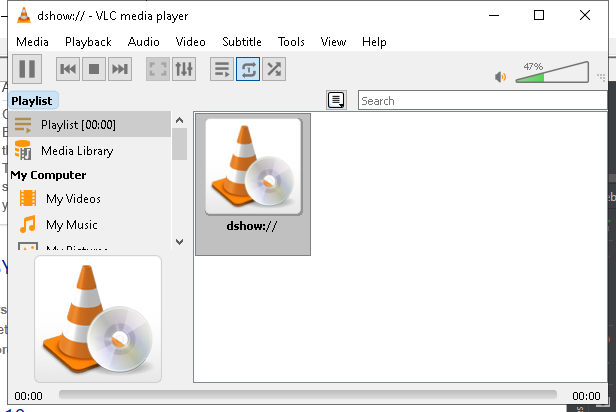 dshow:// - VLC media player
Media Playback Audio Video Subtitle Tools View Help
47%
Playlist
Search
Playlist [00:00]
Media Library
My Computer
My Videos
My Music
My Pictures
dshow://
00:00 00:00